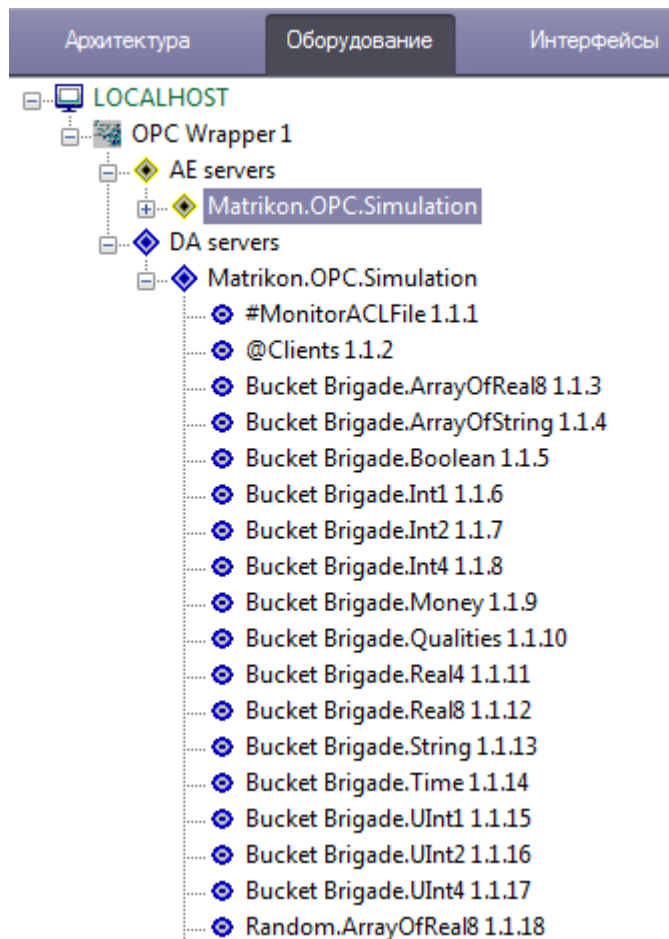 Архитектура Оборудование Интерфейсы
LOCALHOST
OPC Wrapper 1
AE servers
Matrikon.OPC.Simulation
DA servers
Matrikon.OPC.Simulation
#MonitorACLFile 1.1.1
@Clients 1.1.2
Bucket Brigade.ArrayOfReal8 1.1.3
Bucket Brigade.ArrayOfString 1.1.4
Bucket Brigade.Boolean 1.1.5
Bucket Brigade.Int1 1.1.6
Bucket Brigade.Int2 1.1.7
Bucket Brigade.Int4 1.1.8
Bucket Brigade.Money 1.1.9
Bucket Brigade.Qualities 1.1.10
Bucket Brigade.Real4 1.1.11
Bucket Brigade.Real8 1.1.12
Bucket Brigade.String 1.1.13
Bucket Brigade.Time 1.1.14
Bucket Brigade.UInt1 1.1.15
Bucket Brigade.UInt2 1.1.16
Bucket Brigade.UInt4 1.1.17
Random.ArrayOfReal8 1.1.18